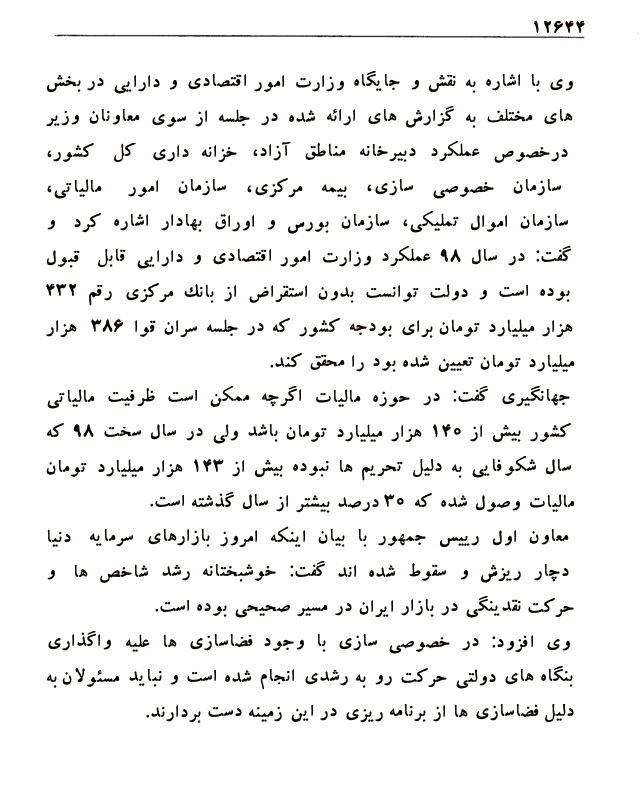 ۱۲۶۴۴
وی با اشاره به نقش و جایگاه وزارت امور اقتصادی و دارایی در بخش
های مختلف به گزارش های ارائه شده در جلسه از سوی معاونان وزیر
درخصوص عملکرد دبیرخانه مناطق آزاد، خزانه داری کل کشور،
سازمان خصوصی سازی، بیمه مرکزی، سازمان امور مالیاتی،
سازمان اموال تملیکی، سازمان بورس و اوراق بهادار اشاره کرد و
گفت: در سال ۹۸ عملکرد وزارت امور اقتصادی و دارایی قابل قبول
بوده است و دولت توانست بدون استقراض از بانك مرکزی رقم ۴۳۲
هزار میلیارد تومان برای بودجه کشور که در جلسه سران قوا ۳۸۶ هزار
میلیارد تومان تعیین شده بود را محقق کند.
جهانگیری گفت: در حوزه مالیات اگرچه ممکن است ظرفیت مالیاتی
کشور بیش از ۱۴۰ هزار میلیارد تومان باشد ولی در سال سخت ۹۸ که
سال شکوفایی به دلیل تحریم ها نبوده بیش از ۱۴۳ هزار میلیارد تومان
مالیات وصول شده که ۳۰ درصد بیشتر از سال گذشته است.
معاون اول رییس جمهور با بیان اینکه امروز بازارهای سرمایه دنیا
دچار ریزش و سقوط شده اند گفت: خوشبختانه رشد شاخص ها و
حرکت نقدینگی در بازار ایران در مسیر صحیحی بوده است.
وی افزود: در خصوصی سازی با وجود فضاسازی ها علیه واگذاری
بنگاه های دولتی حرکت رو به رشدی انجام شده است و نباید مسئولان به
دلیل فضاسازی ها از برنامه ریزی در این زمینه دست بردارند.